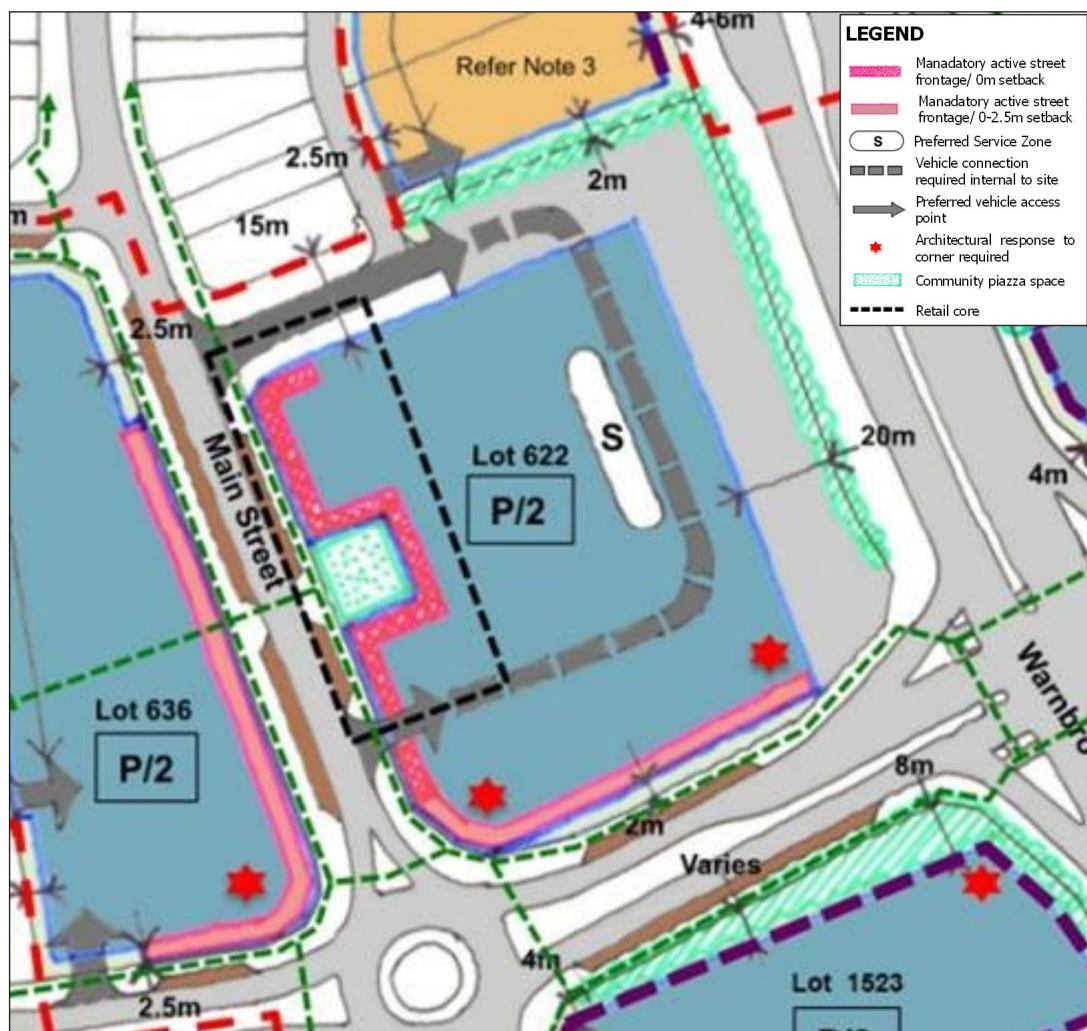 4-6m
Refer Note 3
2.5m
2m
15m
m
2.5m
Main Street
Lot 622
P/2
S
20m
4m
Lot 636
P/2
Warnbro
8m
2m
Varies
4m
2.5m
Lot 1523
LEGEND
Manadatory active street
frontage/ 0m setback
Manadatory active street
frontage/ 0-2.5m setback
S
Preferred Service Zone
Vehicle connection
required internal to site
Preferred vehicle access
point
Architectural response to
corner required
Community piazza space
Retail core